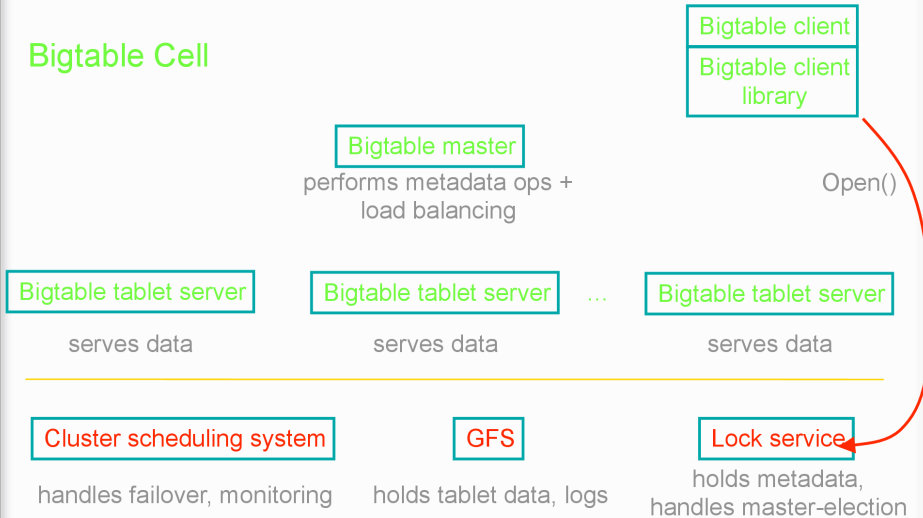 Bigtable Cell
Bigtable client
Bigtable client
library
Bigtable master
performs metadata ops +
load balancing
Open()
Bigtable tablet server
Bigtable tablet server
...
Bigtable tablet server
serves data
serves data
serves data
Cluster scheduling system
GFS
Lock service
handles failover, monitoring
holds tablet data, logs
holds metadata,
handles master-election